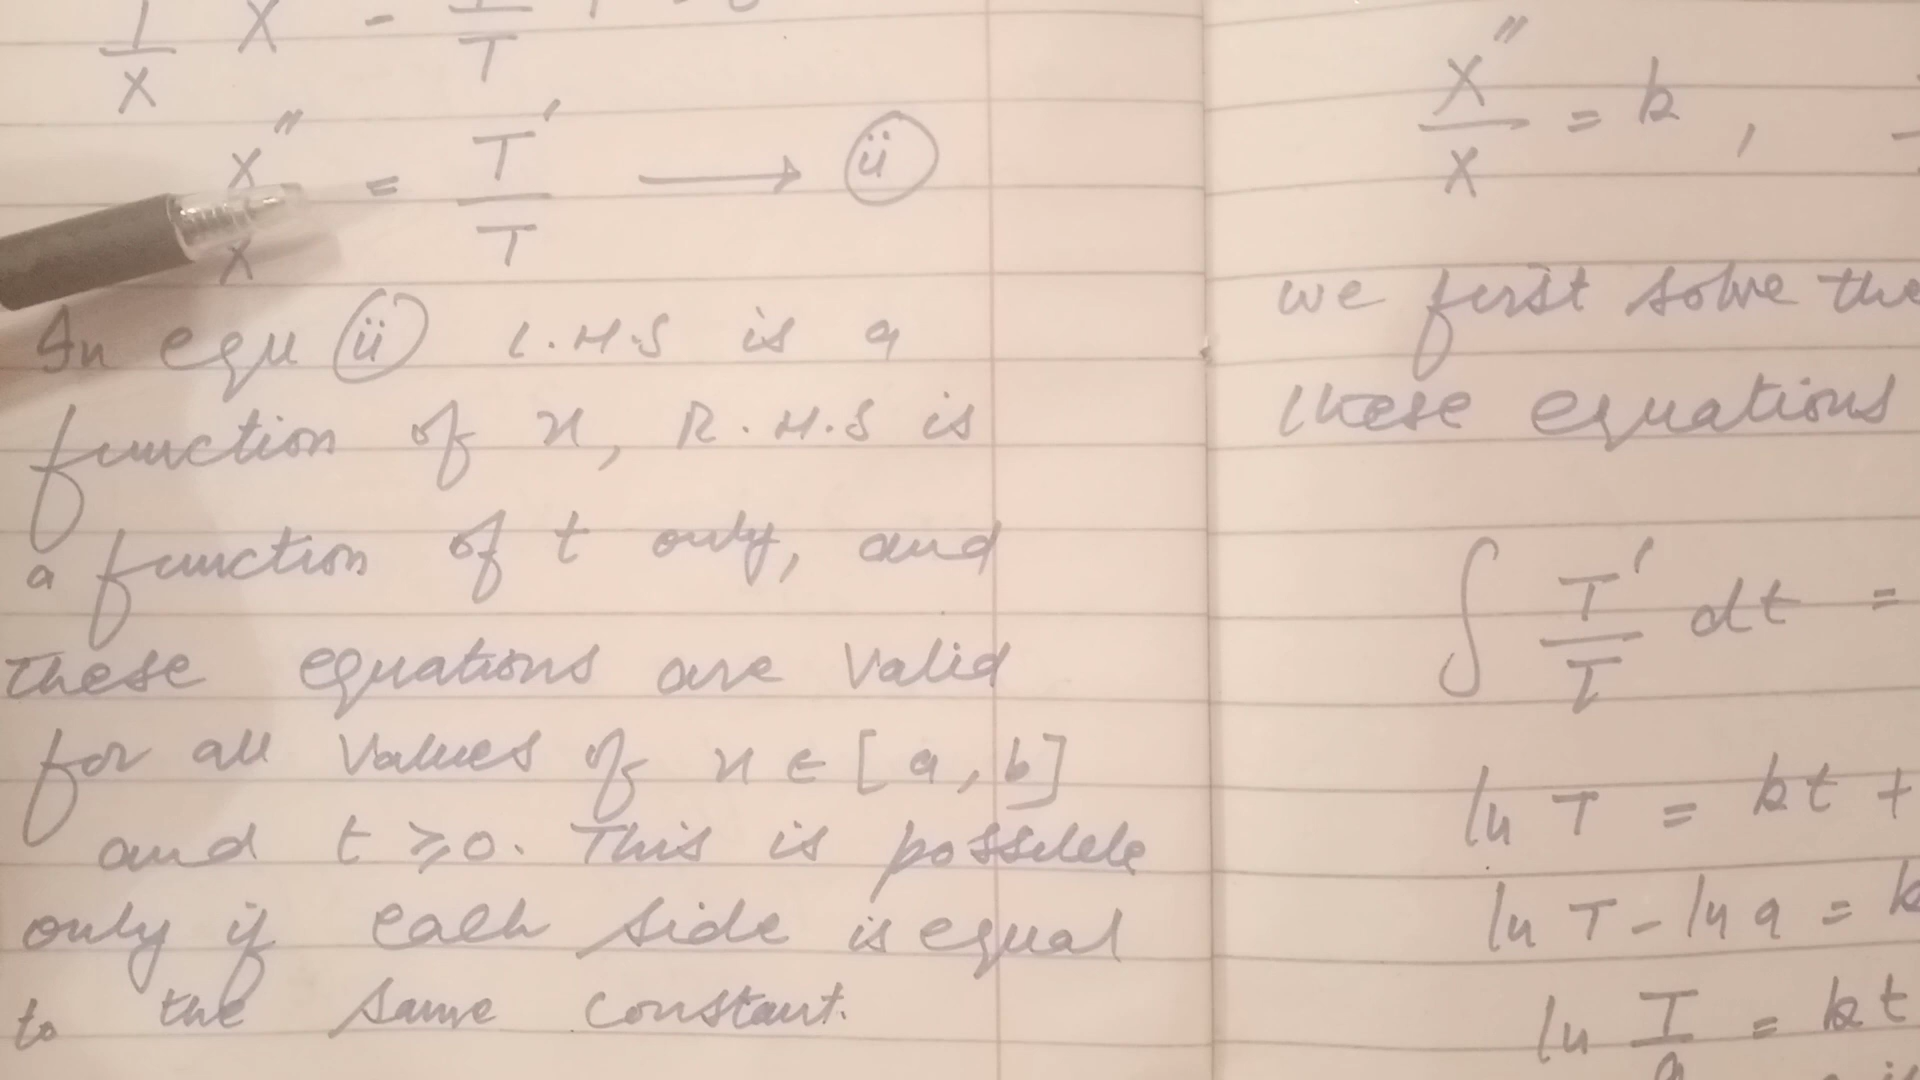 1/X X - T
X''/X = T'/T ⟶ (ii)
In equ (ii) L.H.S is a
function of x, R.H.S is
a function of t only, and
these equations are valid
for all values of x ∈ [a, b]
and t ⩾ 0. This is possible
only if each side is equal
to the same constant.
X''/X = k ,
we first solve the
these equations
∫ T'/T dt =
ln T = kt +
ln T - ln a = k
ln T/a = kt